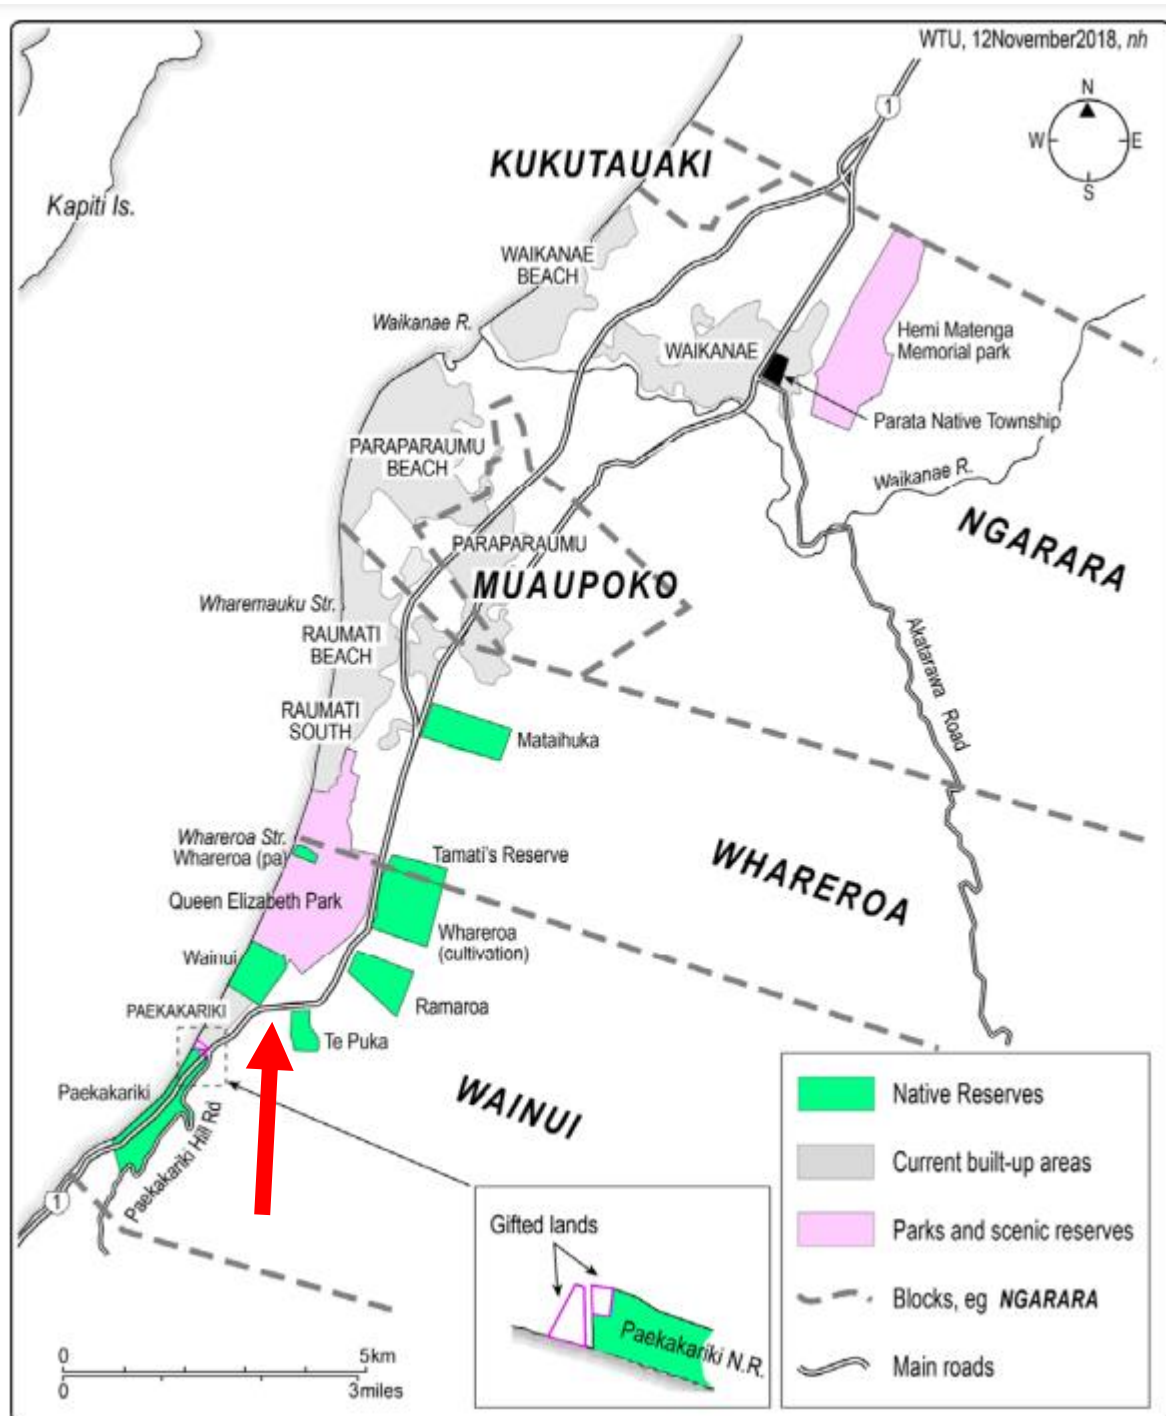 WTU, 12November2018, nh
1
N
W
E
S
KUKUTAUAKI
Kapiti Is.
WAIKANAE
BEACH
Waikanae R.
WAIKANAE
Hemi Matenga
Memorial park
Parata Native Township
PARAPARAUMU
BEACH
Waikanae R.
NGARARA
PARAPARAUMU
MUAUPOKO
Wharemauku Str.
RAUMATI
BEACH
Akatarawa Road
RAUMATI
SOUTH
Mataihuka
Whareroa Str.
Whareroa (pa)
Tamati's Reserve
WHAREROA
Queen Elizabeth Park
Whareroa
(cultivation)
Wainui
Ramaroa
PAEKAKARIKI
Te Puka
Paekakariki
WAINUI
Paekakariki Hill Rd
1
Gifted lands
Paekakariki N.R.
Native Reserves
Current built-up areas
Parks and scenic reserves
Blocks, eg NGARARA
Main roads
0
5km
0
3miles